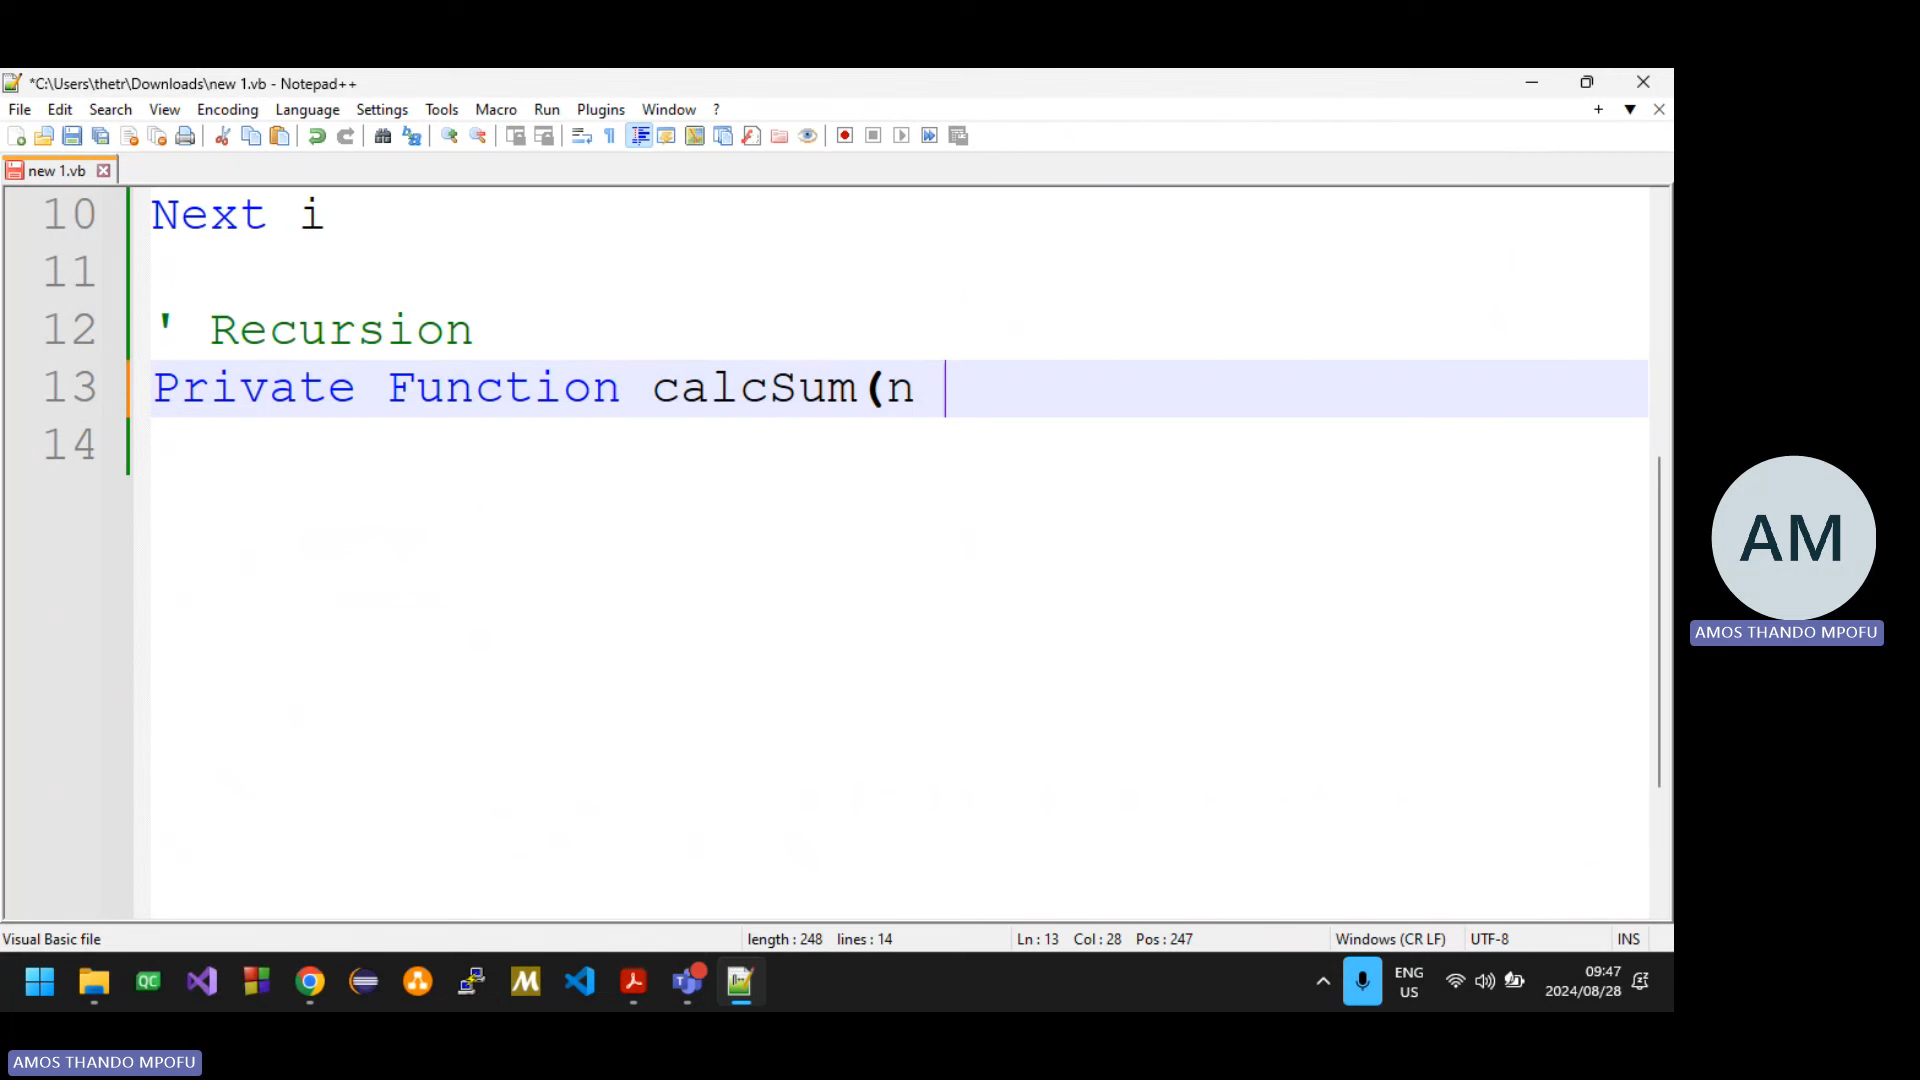 *C:\Users\thetr\Downloads\new 1.vb - Notepad++
File Edit Search View Encoding Language Settings Tools Macro Run Plugins Window ?
new 1.vb
10 Next i
11
12 ' Recursion
13 Private Function calcSum(n
14
AM
AMOS THANDO MPOFU
Visual Basic file length : 248 lines : 14 Ln : 13 Col : 28 Pos : 247 Windows (CR LF) UTF-8 INS
QC
ENG
US
09:47
2024/08/28
AMOS THANDO MPOFU